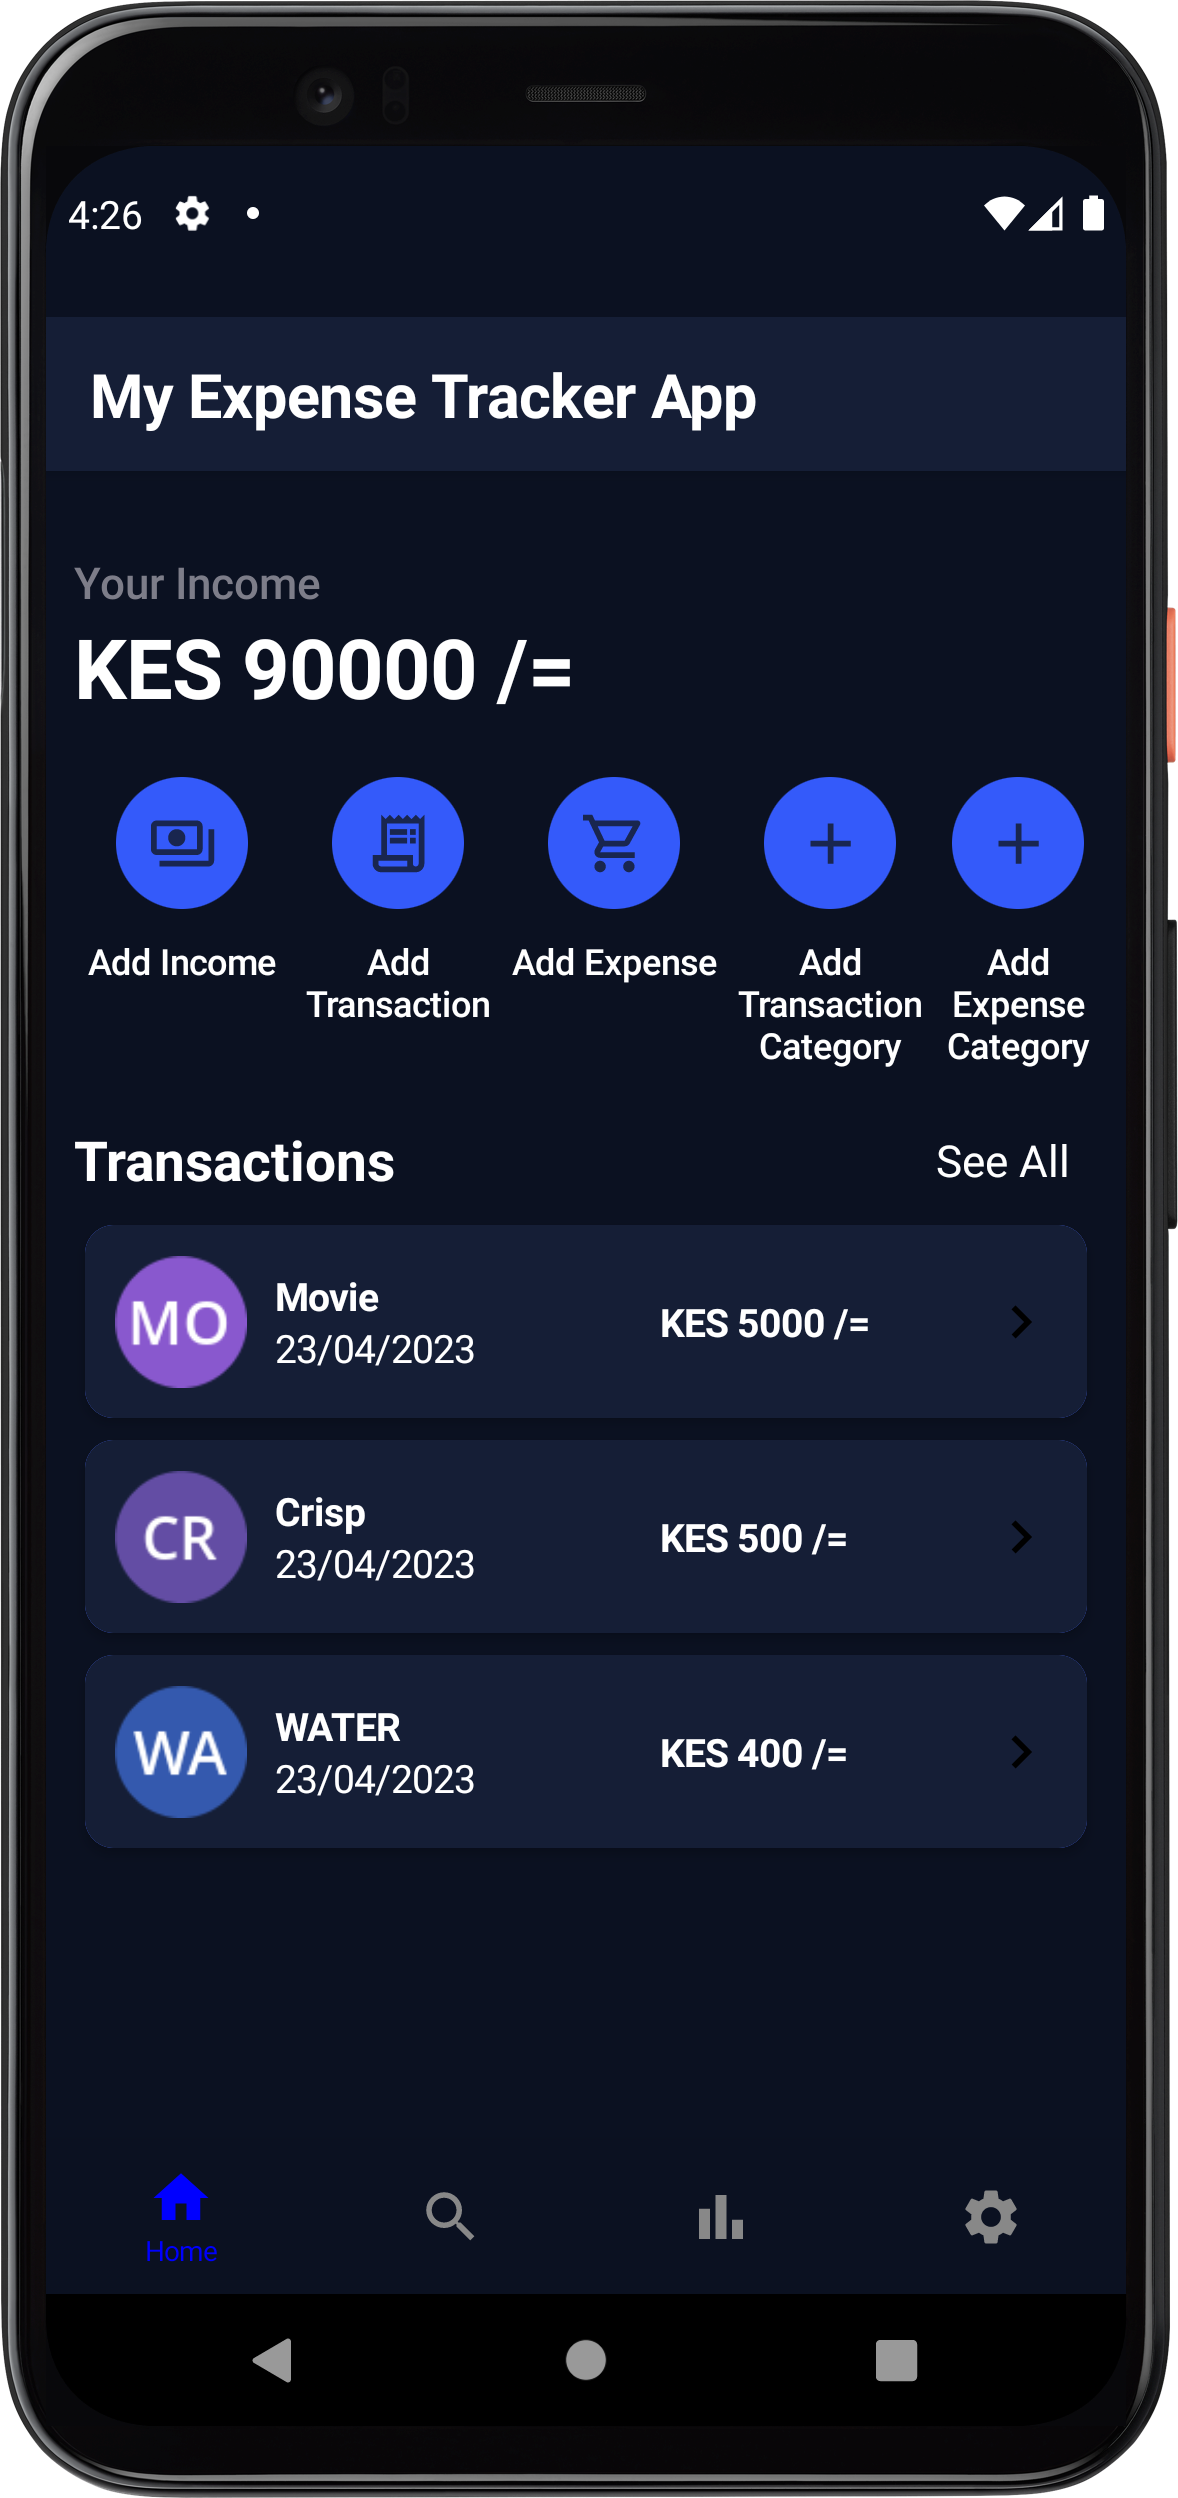 4:26
My Expense Tracker App
Your Income
KES 90000 /=
Add Income
Add
Transaction
Add Expense
Add
Transaction
Category
Add
Expense
Category
Transactions
See All
MO
Movie
23/04/2023
KES 5000 /=
CR
Crisp
23/04/2023
KES 500 /=
WA
WATER
23/04/2023
KES 400 /=
Home